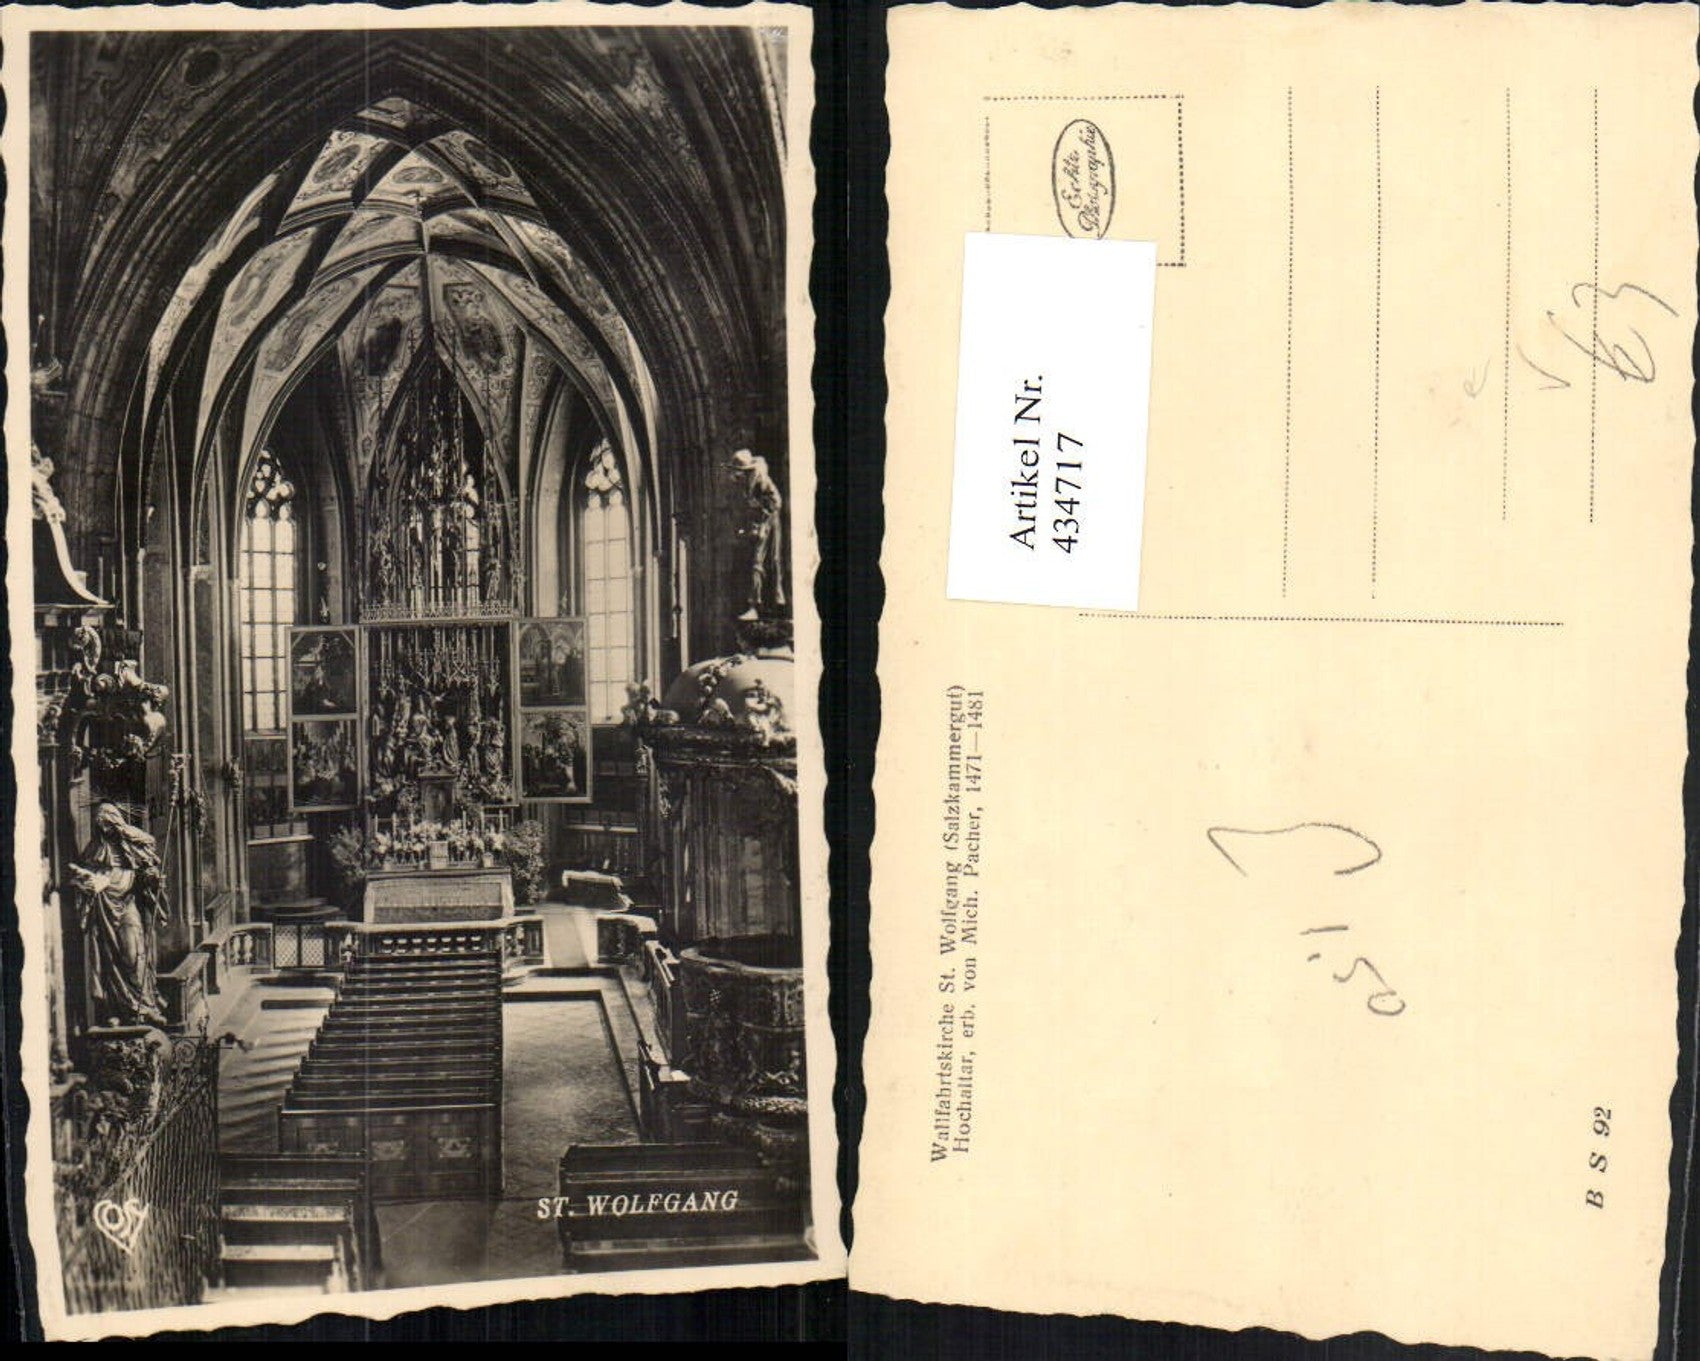 ST. WOLFGANG
COSY
Echte
Photographie
Artikel Nr.
434717
Wallfahrtskirche St. Wolfgang (Salzkammergut)
Hochaltar, erb. von Mich. Pacher, 1471—1481
B S 92